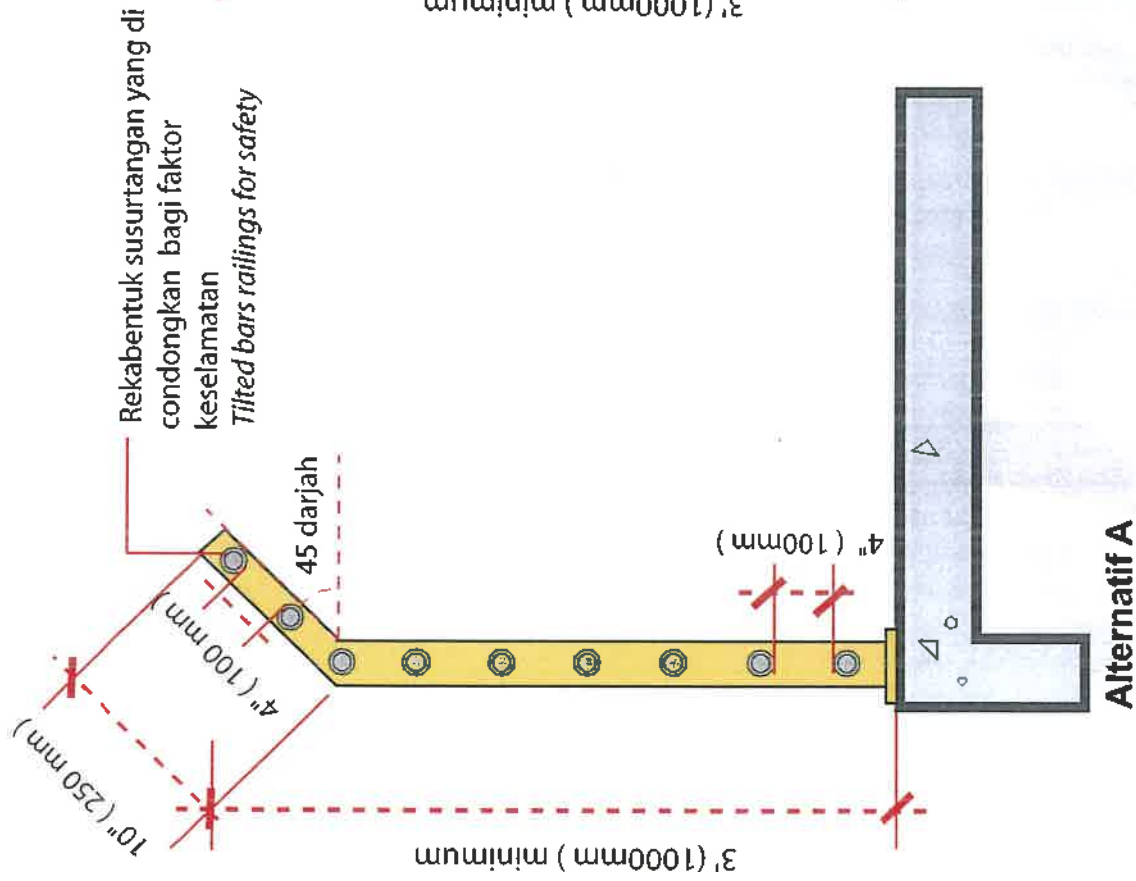 3' (1000mm ) minimum
Rekabentuk susurtangan yang di
condongkan bagi faktor
keselamatan
Tilted bars railings for safety
10" ( 250 mm )
4" ( 100 mm )
45 darjah
4" ( 100mm )
3' (1000mm ) minimum
Alternatif A